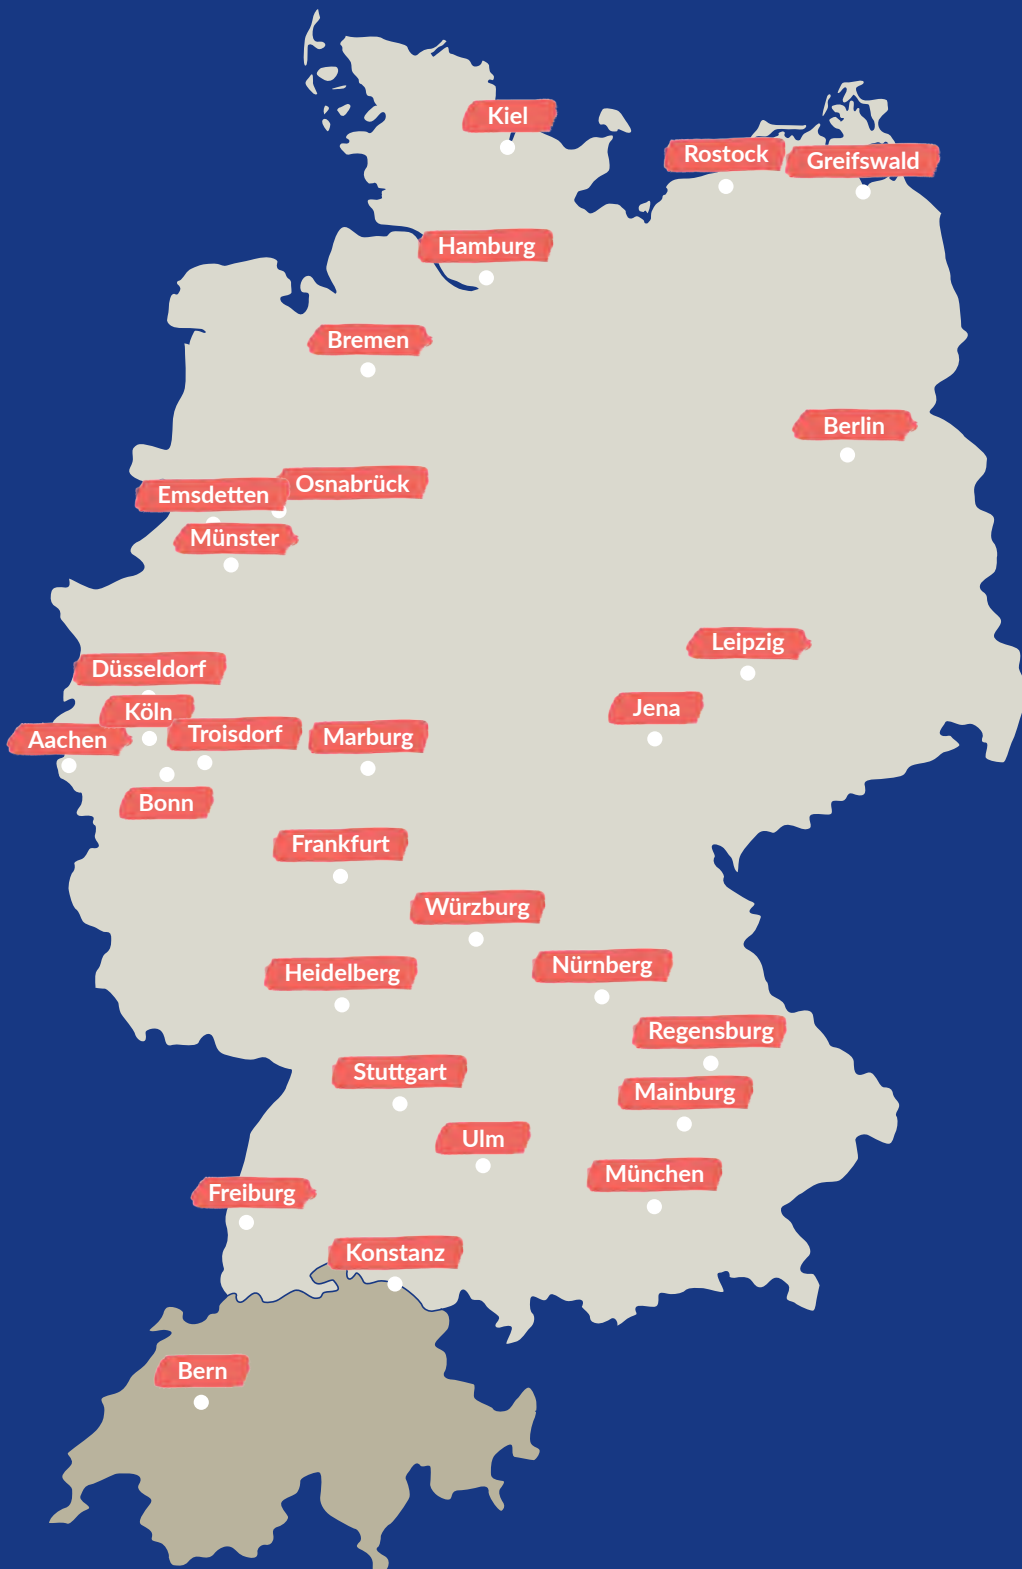 Kiel
Rostock
Greifswald
Hamburg
Bremen
Berlin
Osnabrück
Emsdetten
Münster
Leipzig
Düsseldorf
Jena
Köln
Troisdorf
Marburg
Aachen
Bonn
Frankfurt
Würzburg
Nürnberg
Heidelberg
Regensburg
Stuttgart
Mainburg
Ulm
München
Freiburg
Konstanz
Bern